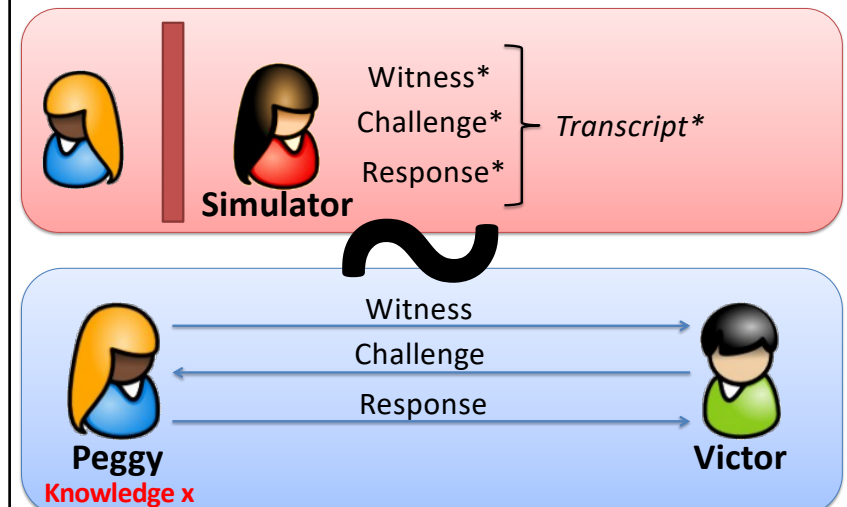 Witness*
Challenge*
Transcript*
Response*
Simulator
~
Witness
Challenge
Response
Peggy
Victor
Knowledge x